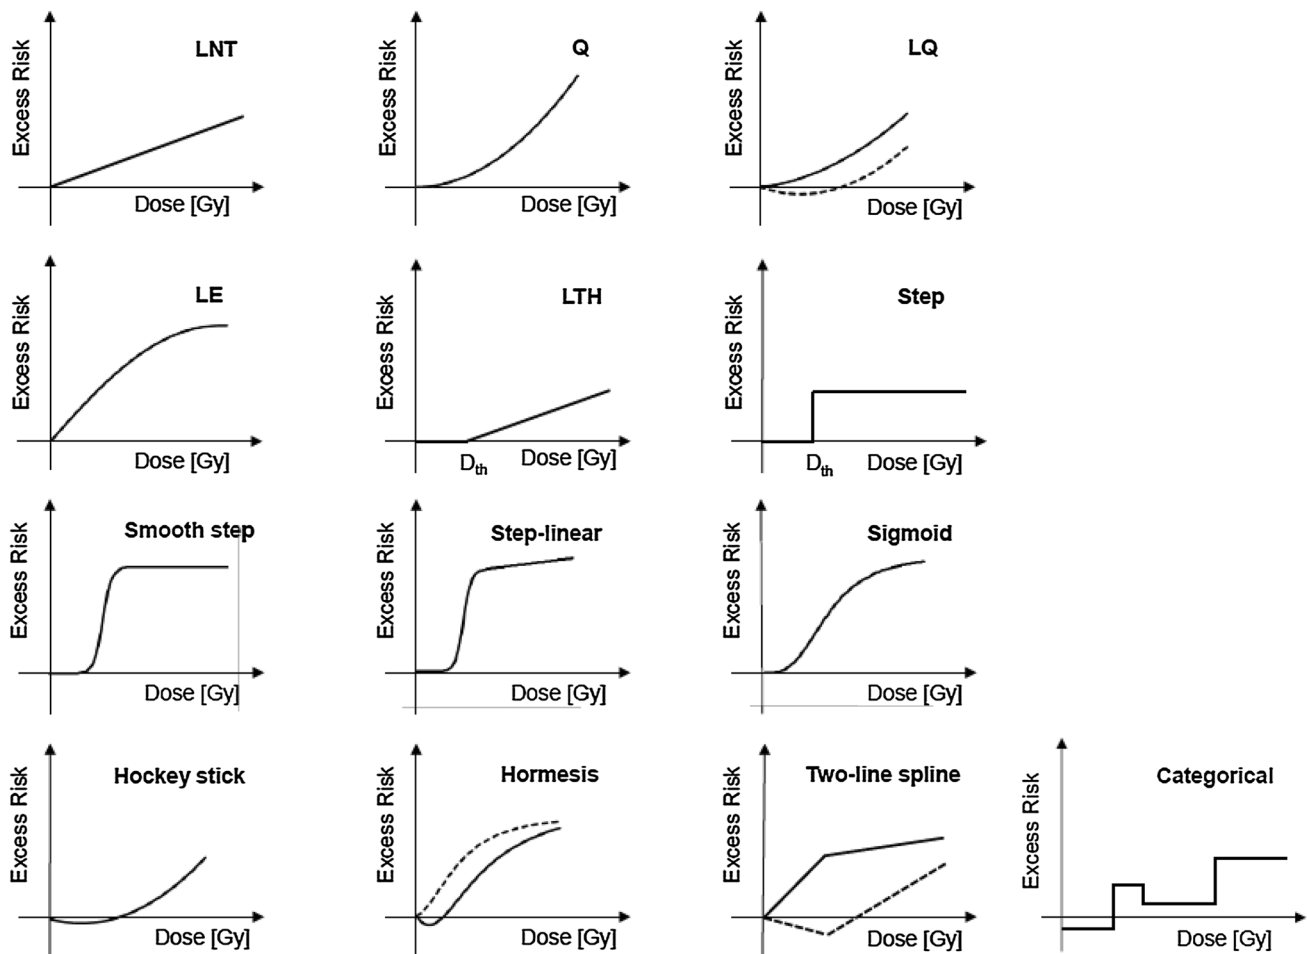 Excess Risk
LNT
Dose [Gy]
Excess Risk
Q
Dose [Gy]
Excess Risk
LQ
Dose [Gy]
Excess Risk
LE
Dose [Gy]
Excess Risk
LTH
Dth
Dose [Gy]
Excess Risk
Step
Dth
Dose [Gy]
Excess Risk
Smooth step
Dose [Gy]
Excess Risk
Step-linear
Dose [Gy]
Excess Risk
Sigmoid
Dose [Gy]
Excess Risk
Hockey stick
Dose [Gy]
Excess Risk
Hormesis
Dose [Gy]
Excess Risk
Two-line spline
Dose [Gy]
Excess Risk
Categorical
Dose [Gy]